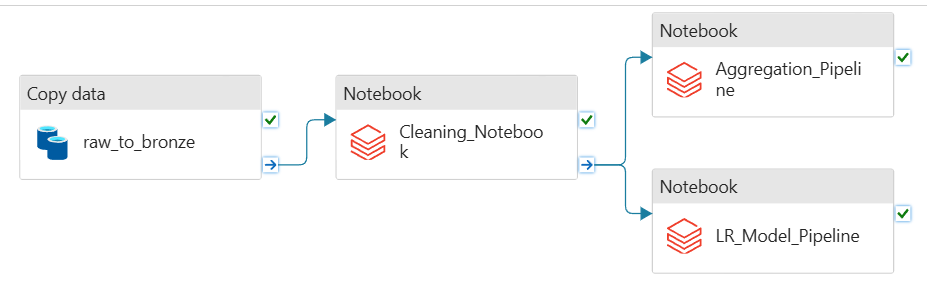 Copy data
raw_to_bronze
Notebook
Cleaning_Noteboo
k
Notebook
Aggregation_Pipeli
ne
Notebook
LR_Model_Pipeline